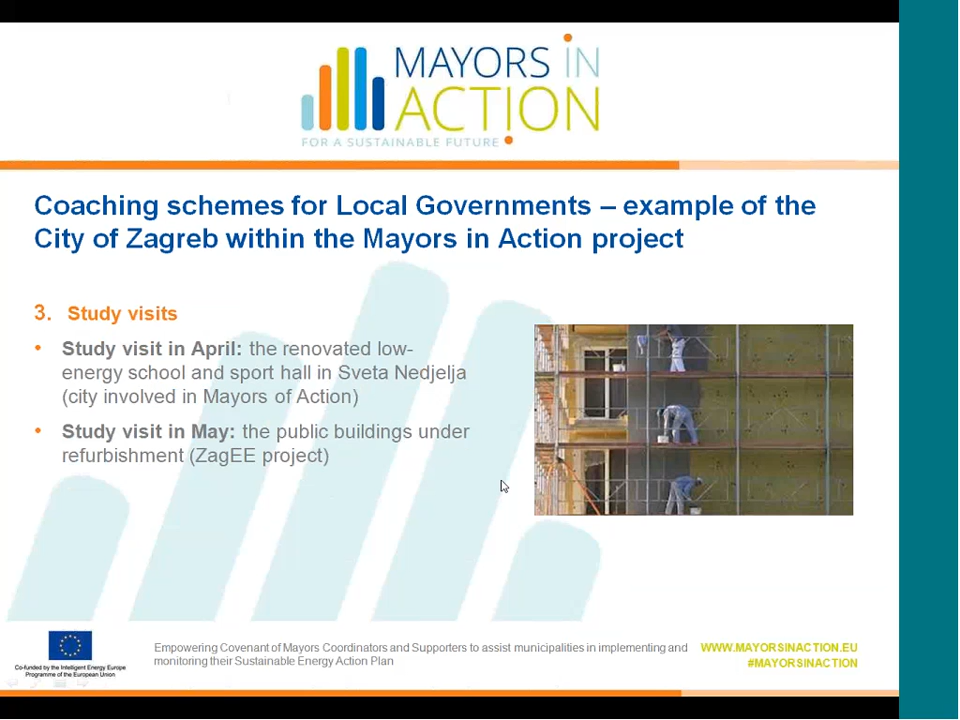 MAYORS IN
ACTION
FOR A SUSTAINABLE FUTURE
Coaching schemes for Local Governments – example of the
City of Zagreb within the Mayors in Action project
3. Study visits
• Study visit in April: the renovated low-
energy school and sport hall in Sveta Nedjelja
(city involved in Mayors of Action)
• Study visit in May: the public buildings under
refurbishment (ZagEE project)
Co-funded by the Intelligent Energy Europe
Programme of the European Union
Empowering Covenant of Mayors Coordinators and Supporters to assist municipalities in implementing and
monitoring their Sustainable Energy Action Plan
WWW.MAYORSINACTION.EU
#MAYORSINACTION